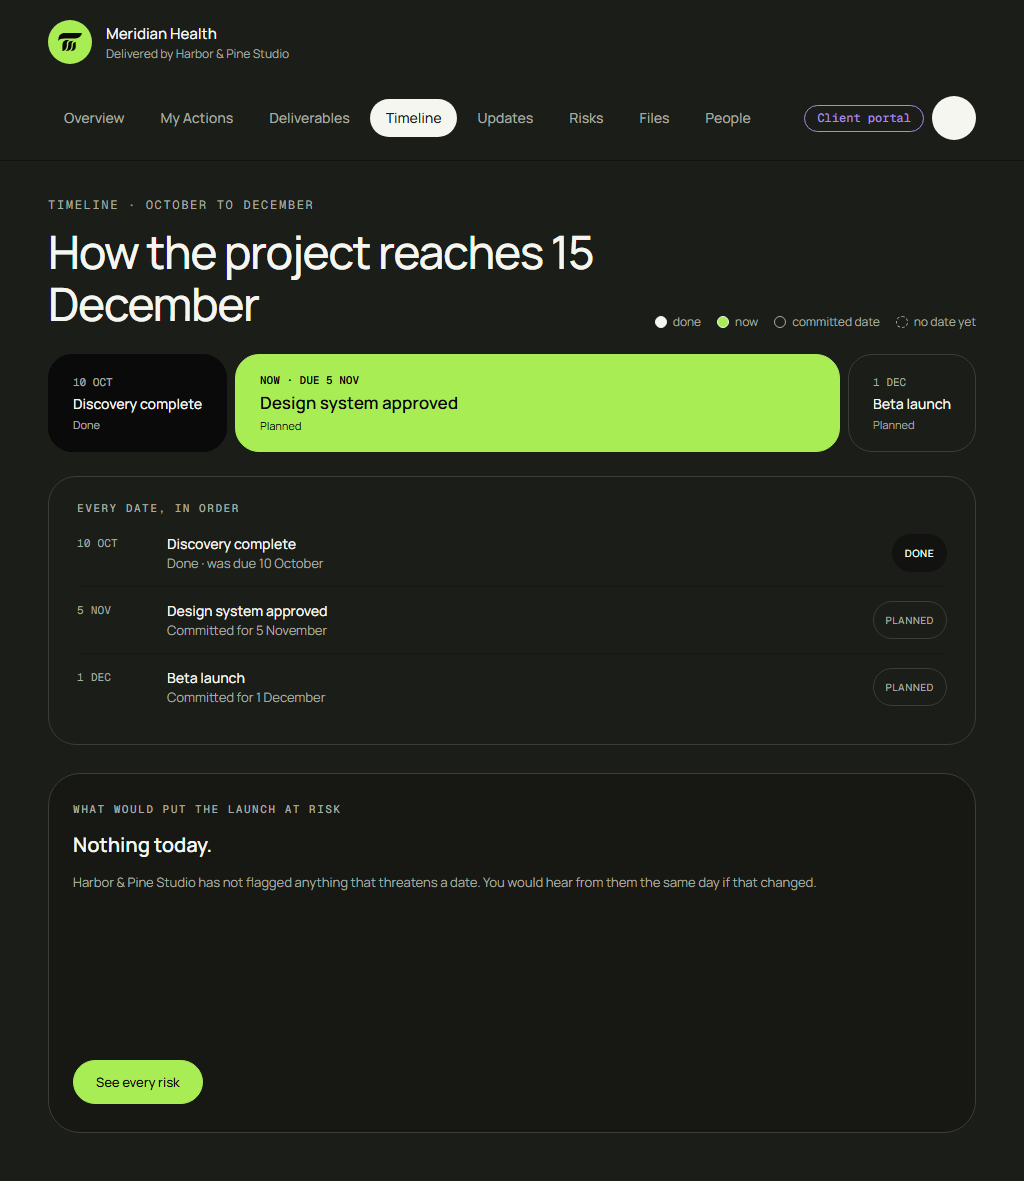 Meridian Health
Delivered by Harbor & Pine Studio
Overview
My Actions
Deliverables
Timeline
Updates
Risks
Files
People
Client portal
TIMELINE · OCTOBER TO DECEMBER
How the project reaches 15
December
done
now
committed date
no date yet
10 OCT
Discovery complete
Done
NOW · DUE 5 NOV
Design system approved
Planned
1 DEC
Beta launch
Planned
EVERY DATE, IN ORDER
10 OCT
Discovery complete
Done · was due 10 October
DONE
5 NOV
Design system approved
Committed for 5 November
PLANNED
1 DEC
Beta launch
Committed for 1 December
PLANNED
WHAT WOULD PUT THE LAUNCH AT RISK
Nothing today.
Harbor & Pine Studio has not flagged anything that threatens a date. You would hear from them the same day if that changed.
See every risk